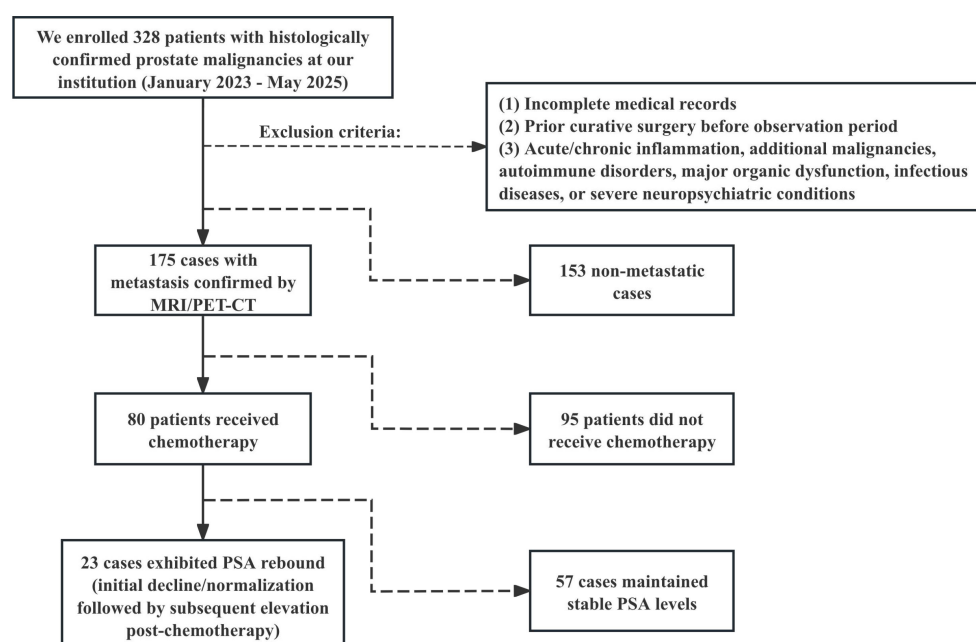 We enrolled 328 patients with histologically
confirmed prostate malignancies at our
institution (January 2023 - May 2025)
Exclusion criteria:
(1) Incomplete medical records
(2) Prior curative surgery before observation period
(3) Acute/chronic inflammation, additional malignancies,
autoimmune disorders, major organic dysfunction, infectious
diseases, or severe neuropsychiatric conditions
175 cases with
metastasis confirmed by
MRI/PET-CT
153 non-metastatic
cases
80 patients received
chemotherapy
95 patients did not
receive chemotherapy
23 cases exhibited PSA rebound
(initial decline/normalization
followed by subsequent elevation
post-chemotherapy)
57 cases maintained
stable PSA levels